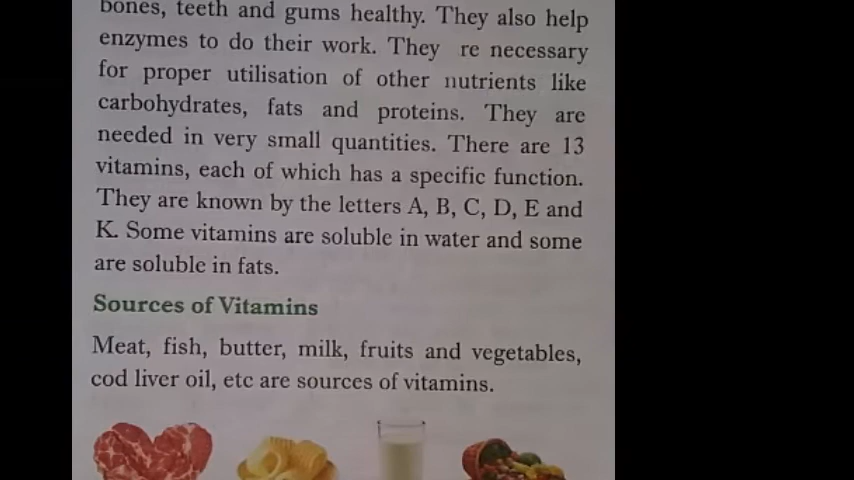 bones, teeth and gums healthy. They also help
enzymes to do their work. They re necessary
for proper utilisation of other nutrients like
carbohydrates, fats and proteins. They are
needed in very small quantities. There are 13
vitamins, each of which has a specific function.
They are known by the letters A, B, C, D, E and
K. Some vitamins are soluble in water and some
are soluble in fats.
Sources of Vitamins
Meat, fish, butter, milk, fruits and vegetables,
cod liver oil, etc are sources of vitamins.